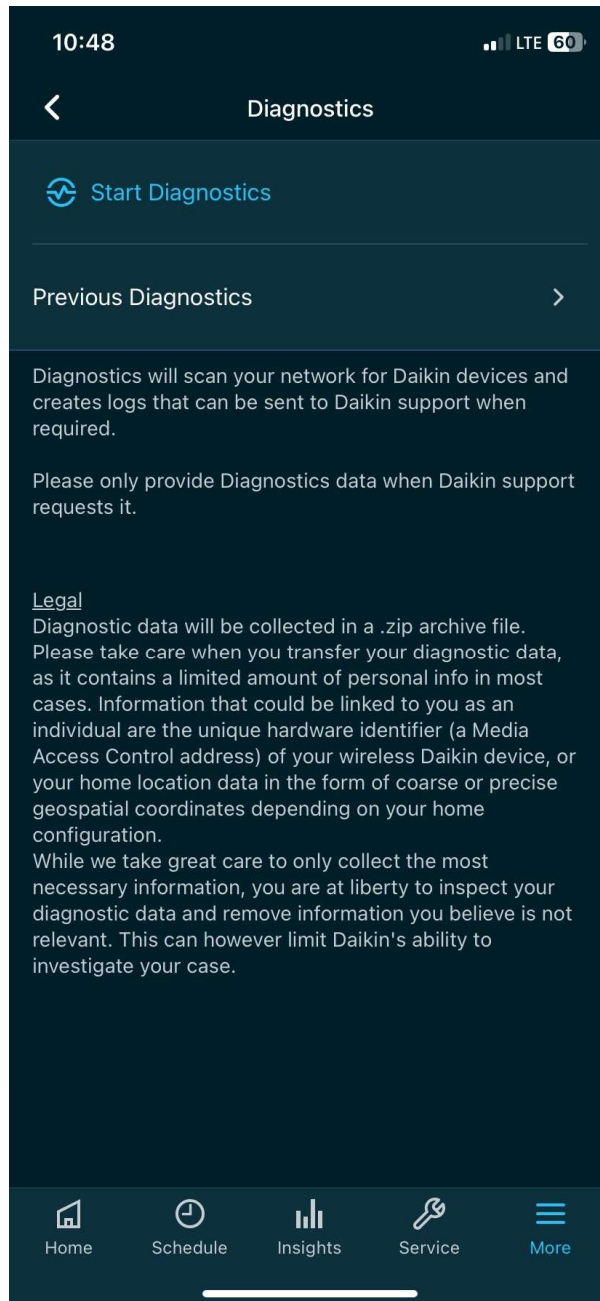 10:48
LTE 60
Diagnostics
Start Diagnostics
Previous Diagnostics
Diagnostics will scan your network for Daikin devices and
creates logs that can be sent to Daikin support when
required.
Please only provide Diagnostics data when Daikin support
requests it.
Legal
Diagnostic data will be collected in a .zip archive file.
Please take care when you transfer your diagnostic data,
as it contains a limited amount of personal info in most
cases. Information that could be linked to you as an
individual are the unique hardware identifier (a Media
Access Control address) of your wireless Daikin device, or
your home location data in the form of coarse or precise
geospatial coordinates depending on your home
configuration.
While we take great care to only collect the most
necessary information, you are at liberty to inspect your
diagnostic data and remove information you believe is not
relevant. This can however limit Daikin's ability to
investigate your case.
Home Schedule Insights Service More